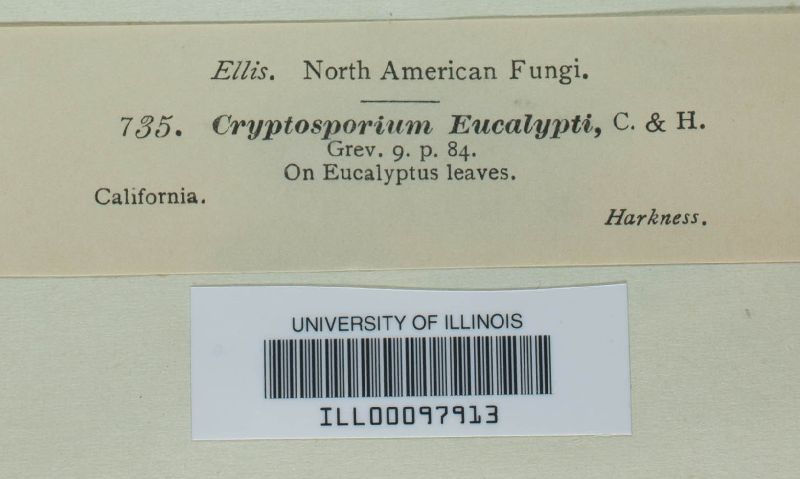 Ellis. North American Fungi.
735. Cryptosporium Eucalypti, C. & H.
Grev. 9. p. 84.
On Eucalyptus leaves.
California.
Harkness.
UNIVERSITY OF ILLINOIS
ILL00097913